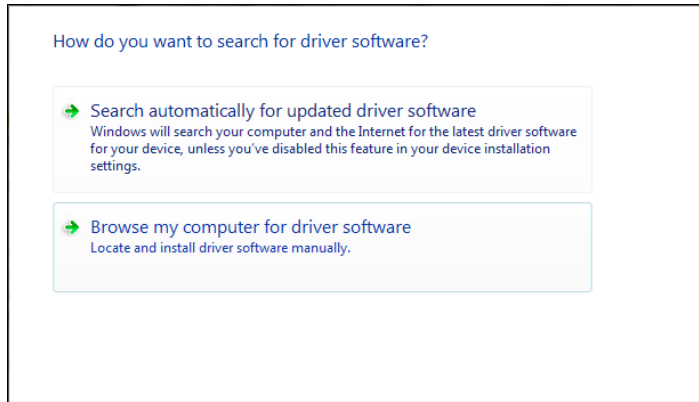 How do you want to search for driver software?
Search automatically for updated driver software
Windows will search your computer and the Internet for the latest driver software
for your device, unless you've disabled this feature in your device installation
settings.
Browse my computer for driver software
Locate and install driver software manually.